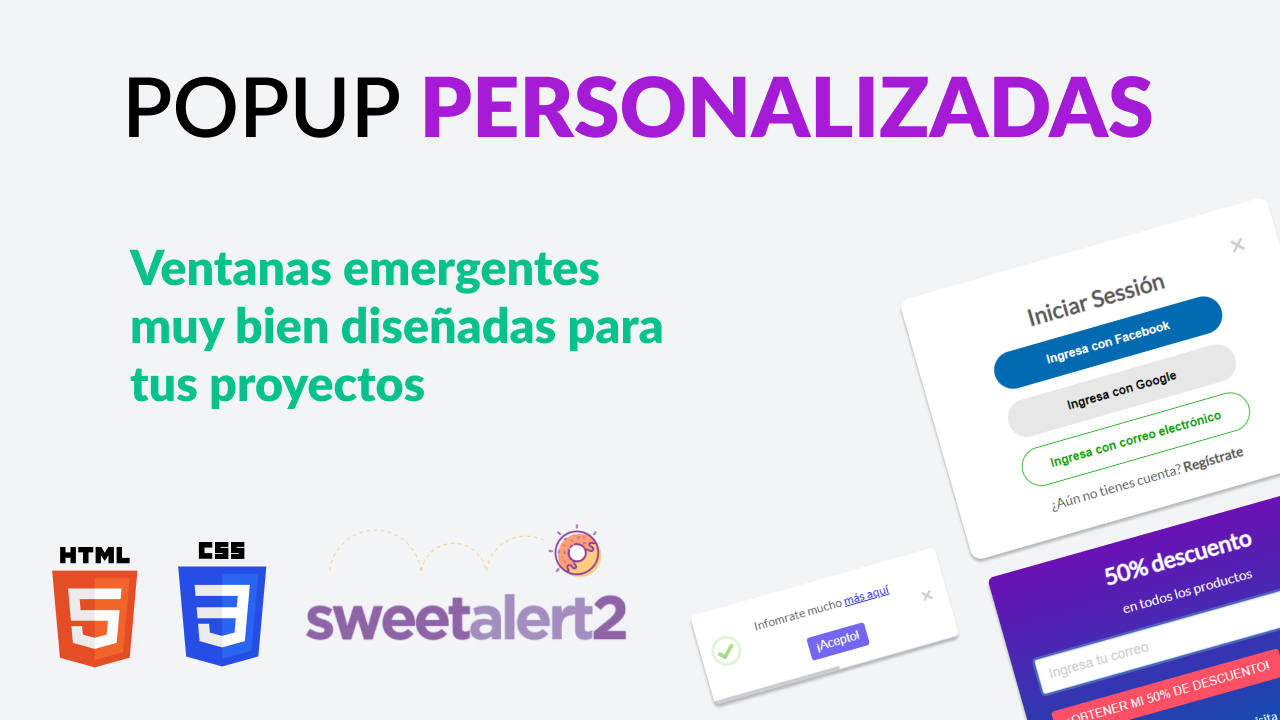 POPUP PERSONALIZADAS
Ventanas emergentes
muy bien diseñadas para
tus proyectos
HTML
CSS
sweetalert2
Infomrate mucho más aquí
¡Acepto!
Iniciar Sessión
Ingresa con Facebook
Ingresa con Google
Ingresa con correo electrónico
¿Aún no tienes cuenta? Regístrate
50% descuento
en todos los productos
Ingresa tu correo
¡OBTENER MI 50% DE DESCUENTO!